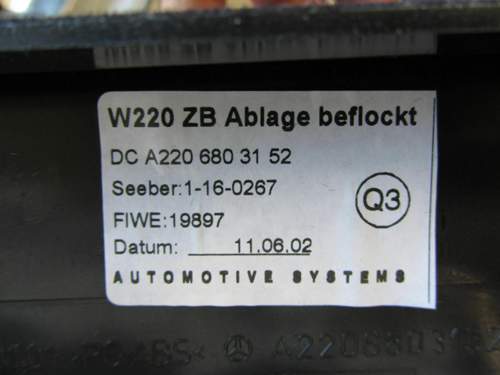 W220 ZB Ablage beflockt
DC A220 680 31 52
Seeber:1-16-0267
Q3
FIWE:19897
Datum: 11.06.02
AUTOMOTIVE SYSTEMS
A2206803152